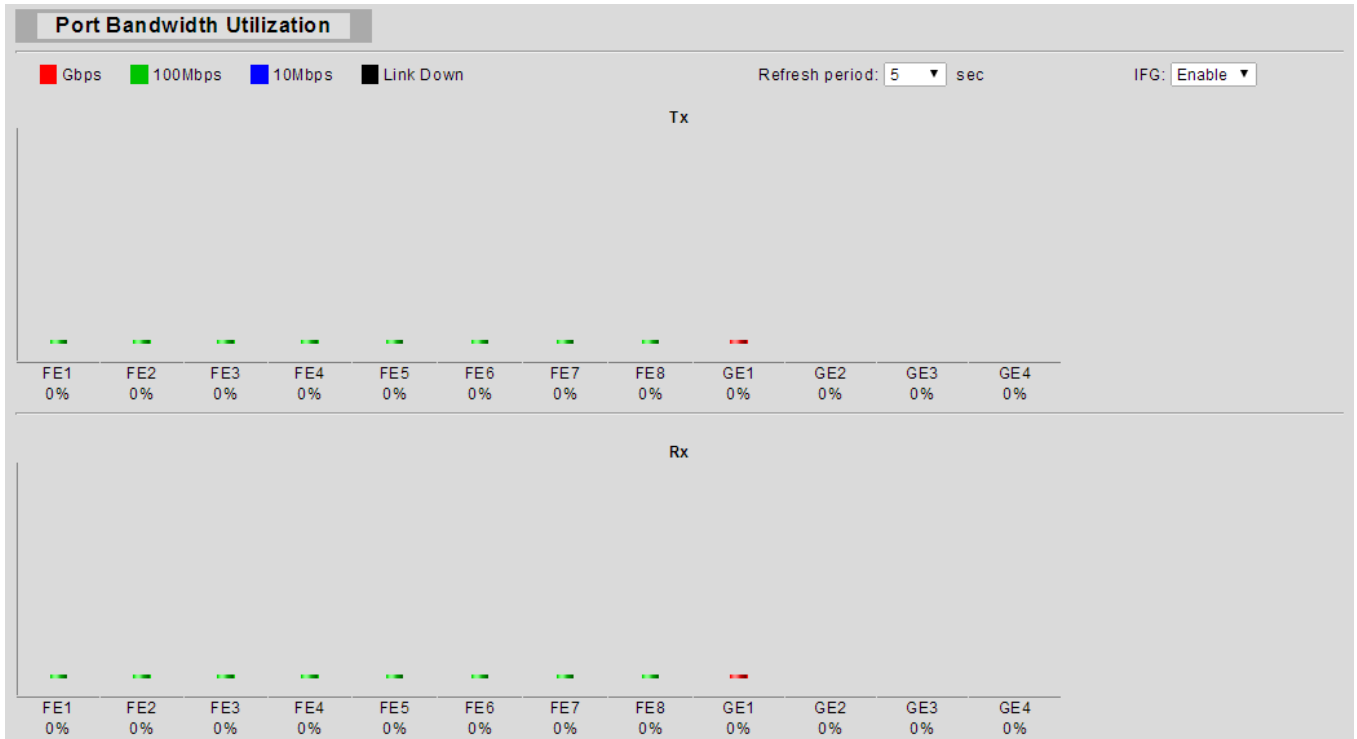 Port Bandwidth Utilization
Gbps 100Mbps 10Mbps Link Down Refresh period: 5 sec IFG: Enable
Tx
FE1 FE2 FE3 FE4 FE5 FE6 FE7 FE8 GE1 GE2 GE3 GE4
0% 0% 0% 0% 0% 0% 0% 0% 0% 0% 0% 0%
Rx
FE1 FE2 FE3 FE4 FE5 FE6 FE7 FE8 GE1 GE2 GE3 GE4
0% 0% 0% 0% 0% 0% 0% 0% 0% 0% 0% 0%